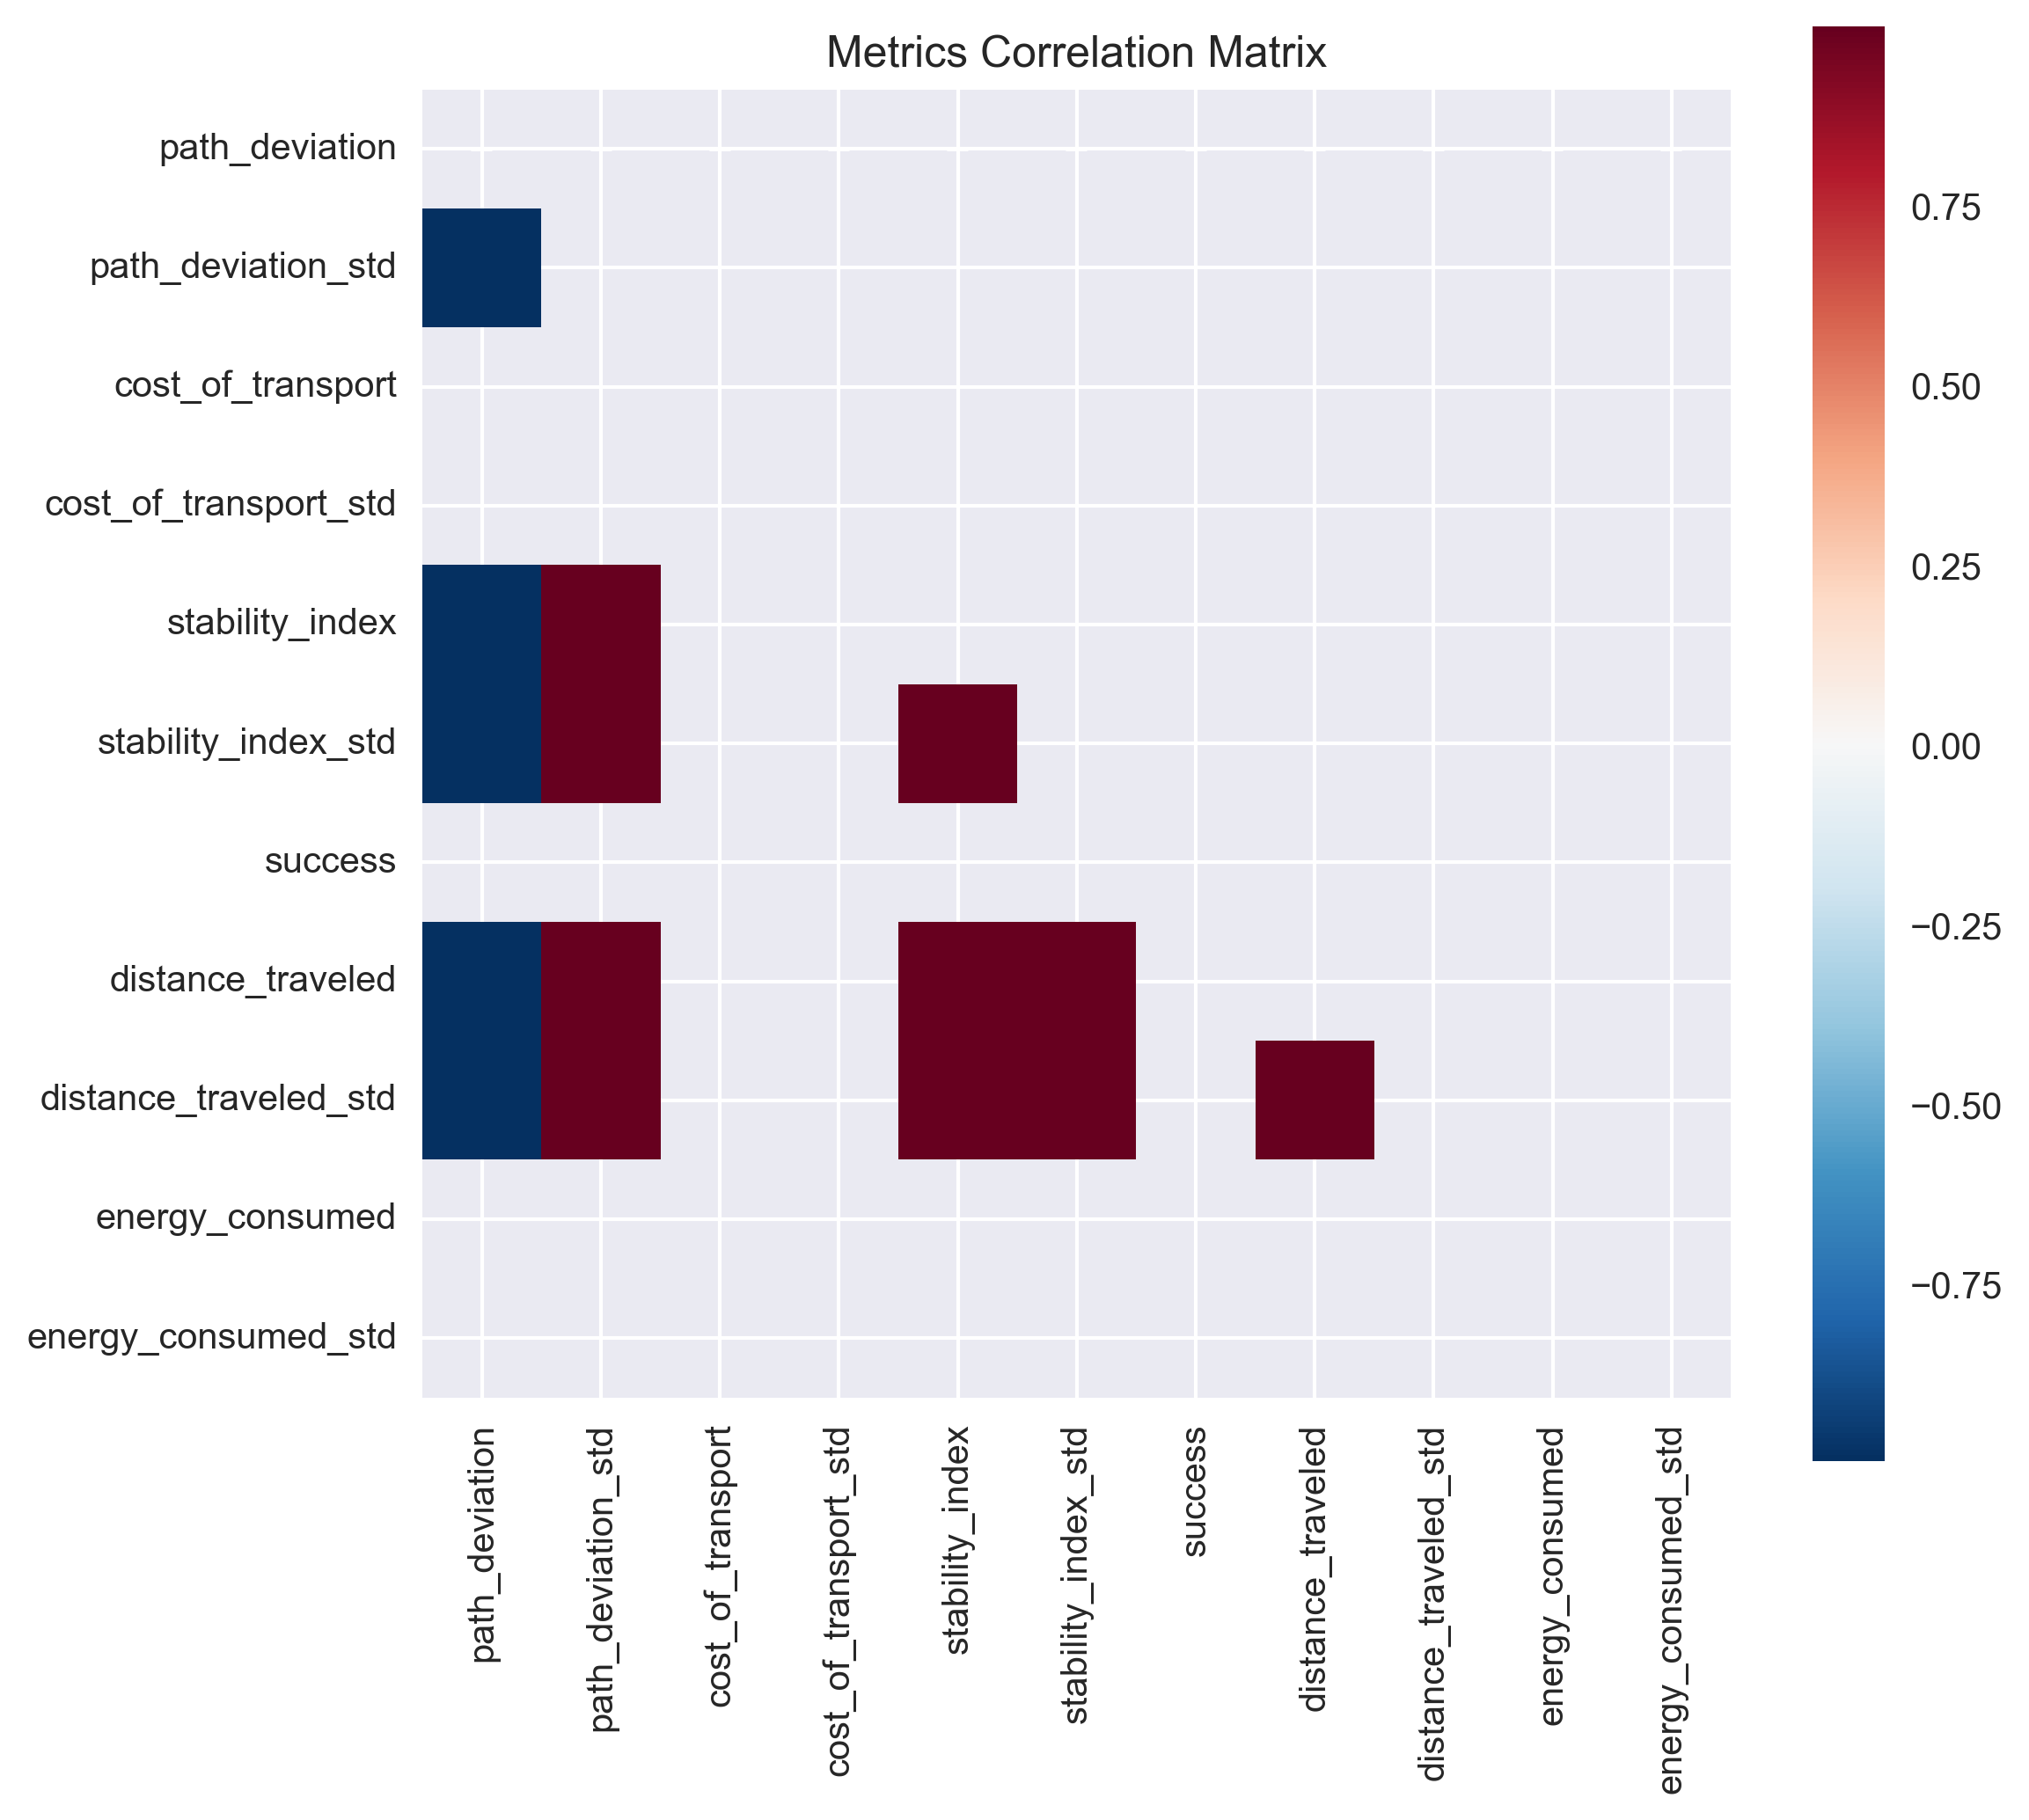 Metrics Correlation Matrix
path_deviation
path_deviation_std
cost_of_transport
cost_of_transport_std
stability_index
stability_index_std
success
distance_traveled
distance_traveled_std
energy_consumed
energy_consumed_std
path_deviation
path_deviation_std
cost_of_transport
cost_of_transport_std
stability_index
stability_index_std
success
distance_traveled
distance_traveled_std
energy_consumed
energy_consumed_std
0.75
0.50
0.25
0.00
−0.25
−0.50
−0.75